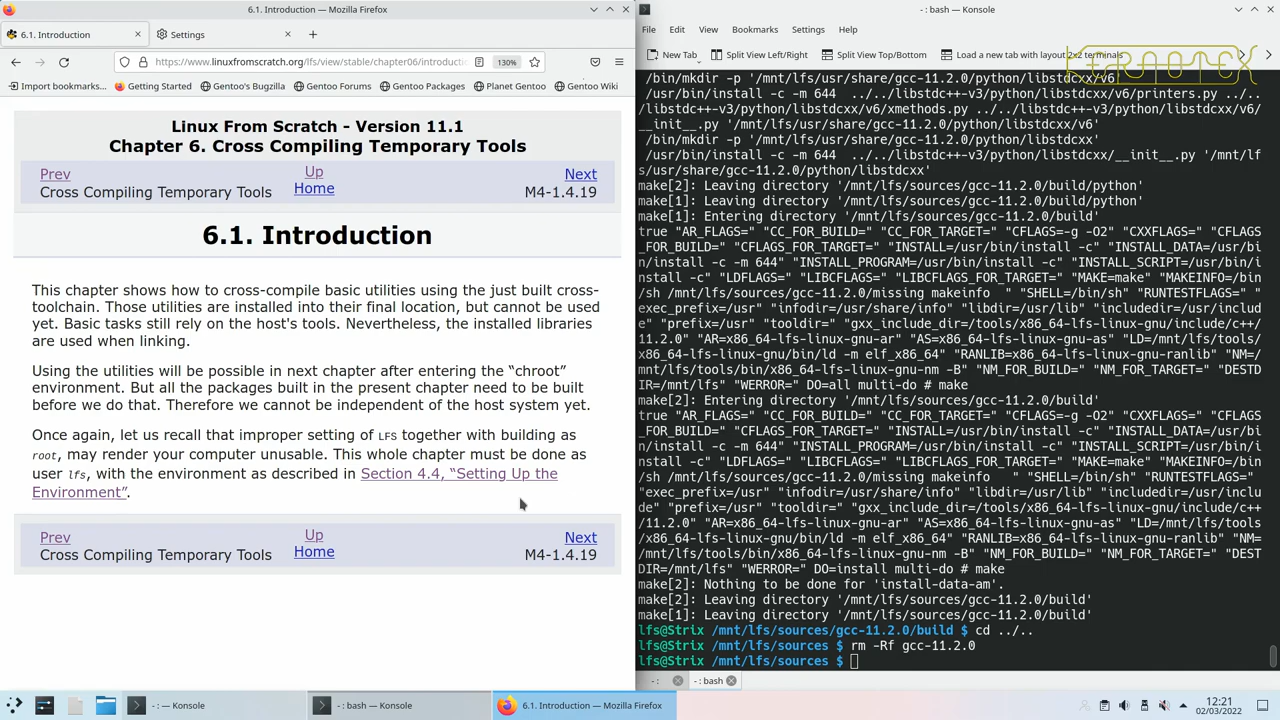 6.1. Introduction — Mozilla Firefox
6.1. Introduction
Settings
https://www.linuxfromscratch.org/lfs/view/stable/chapter06/introductio
130%
Import bookmarks...
Getting Started
Gentoo's Bugzilla
Gentoo Forums
Gentoo Packages
Planet Gentoo
Gentoo Wiki
Linux From Scratch - Version 11.1
Chapter 6. Cross Compiling Temporary Tools
Prev
Up
Next
Cross Compiling Temporary Tools
Home
M4-1.4.19
6.1. Introduction
This chapter shows how to cross-compile basic utilities using the just built cross-
toolchain. Those utilities are installed into their final location, but cannot be used
yet. Basic tasks still rely on the host's tools. Nevertheless, the installed libraries
are used when linking.
Using the utilities will be possible in next chapter after entering the “chroot”
environment. But all the packages built in the present chapter need to be built
before we do that. Therefore we cannot be independent of the host system yet.
Once again, let us recall that improper setting of LFS together with building as
root, may render your computer unusable. This whole chapter must be done as
user lfs, with the environment as described in Section 4.4, “Setting Up the
Environment”.
Prev
Up
Next
Cross Compiling Temporary Tools
Home
M4-1.4.19
- : bash — Konsole
File Edit View Bookmarks Settings Help
New Tab
Split View Left/Right
Split View Top/Bottom
Load a new tab with layout 2x2 terminals
KERNOTEX
/bin/mkdir -p '/mnt/lfs/usr/share/gcc-11.2.0/python/libstdcxx/v6'
/usr/bin/install -c -m 644 ../../libstdc++-v3/python/libstdcxx/v6/printers.py ../..
/libstdc++-v3/python/libstdcxx/v6/xmethods.py ../../libstdc++-v3/python/libstdcxx/v6/
__init__.py '/mnt/lfs/usr/share/gcc-11.2.0/python/libstdcxx/v6'
/bin/mkdir -p '/mnt/lfs/usr/share/gcc-11.2.0/python/libstdcxx'
/usr/bin/install -c -m 644 ../../libstdc++-v3/python/libstdcxx/__init__.py '/mnt/lf
s/usr/share/gcc-11.2.0/python/libstdcxx'
make[2]: Leaving directory '/mnt/lfs/sources/gcc-11.2.0/build/python'
make[1]: Leaving directory '/mnt/lfs/sources/gcc-11.2.0/build/python'
make[1]: Entering directory '/mnt/lfs/sources/gcc-11.2.0/build'
true "AR_FLAGS=" "CC_FOR_BUILD=" "CC_FOR_TARGET=" "CFLAGS=-g -O2" "CXXFLAGS=" "CFLAGS
_FOR_BUILD=" "CFLAGS_FOR_TARGET=" "INSTALL=/usr/bin/install -c" "INSTALL_DATA=/usr/bi
n/install -c -m 644" "INSTALL_PROGRAM=/usr/bin/install -c" "INSTALL_SCRIPT=/usr/bin/i
nstall -c" "LDFLAGS=" "LIBCFLAGS=" "LIBCFLAGS_FOR_TARGET=" "MAKE=make" "MAKEINFO=/bin
/sh /mnt/lfs/sources/gcc-11.2.0/missing makeinfo " "SHELL=/bin/sh" "RUNTESTFLAGS=" "
exec_prefix=/usr" "infodir=/usr/share/info" "libdir=/usr/lib" "includedir=/usr/includ
e" "prefix=/usr" "tooldir=" "gxx_include_dir=/tools/x86_64-lfs-linux-gnu/include/c++/
11.2.0" "AR=x86_64-lfs-linux-gnu-ar" "AS=x86_64-lfs-linux-gnu-as" "LD=/mnt/lfs/tools/
x86_64-lfs-linux-gnu/bin/ld -m elf_x86_64" "RANLIB=x86_64-lfs-linux-gnu-ranlib" "NM=/
mnt/lfs/tools/bin/x86_64-lfs-linux-gnu-nm -B" "NM_FOR_BUILD=" "NM_FOR_TARGET=" "DEST
DIR=/mnt/lfs" "WERROR=" DO=all multi-do # make
make[2]: Entering directory '/mnt/lfs/sources/gcc-11.2.0/build'
true "AR_FLAGS=" "CC_FOR_BUILD=" "CC_FOR_TARGET=" "CFLAGS=-g -O2" "CXXFLAGS=" "CFLAGS
_FOR_BUILD=" "CFLAGS_FOR_TARGET=" "INSTALL=/usr/bin/install -c" "INSTALL_DATA=/usr/bi
n/install -c -m 644" "INSTALL_PROGRAM=/usr/bin/install -c" "INSTALL_SCRIPT=/usr/bin/i
nstall -c" "LDFLAGS=" "LIBCFLAGS=" "LIBCFLAGS_FOR_TARGET=" "MAKE=make" "MAKEINFO=/bin
/sh /mnt/lfs/sources/gcc-11.2.0/missing makeinfo " "SHELL=/bin/sh" "RUNTESTFLAGS="
"exec_prefix=/usr" "infodir=/usr/share/info" "libdir=/usr/lib" "includedir=/usr/inclu
de" "prefix=/usr" "tooldir=" "gxx_include_dir=/tools/x86_64-lfs-linux-gnu/include/c++
/11.2.0" "AR=x86_64-lfs-linux-gnu-ar" "AS=x86_64-lfs-linux-gnu-as" "LD=/mnt/lfs/tools
/x86_64-lfs-linux-gnu/bin/ld -m elf_x86_64" "RANLIB=x86_64-lfs-linux-gnu-ranlib" "NM=
/mnt/lfs/tools/bin/x86_64-lfs-linux-gnu-nm -B" "NM_FOR_BUILD=" "NM_FOR_TARGET=" "DEST
DIR=/mnt/lfs" "WERROR=" DO=install multi-do # make
make[2]: Nothing to be done for 'install-data-am'.
make[2]: Leaving directory '/mnt/lfs/sources/gcc-11.2.0/build'
make[1]: Leaving directory '/mnt/lfs/sources/gcc-11.2.0/build'
lfs@Strix /mnt/lfs/sources/gcc-11.2.0/build $ cd ../..
lfs@Strix /mnt/lfs/sources $ rm -Rf gcc-11.2.0
lfs@Strix /mnt/lfs/sources $
- :
- : bash
- : — Konsole
- : bash — Konsole
6.1. Introduction — Mozilla Firefox
12:21
02/03/2022